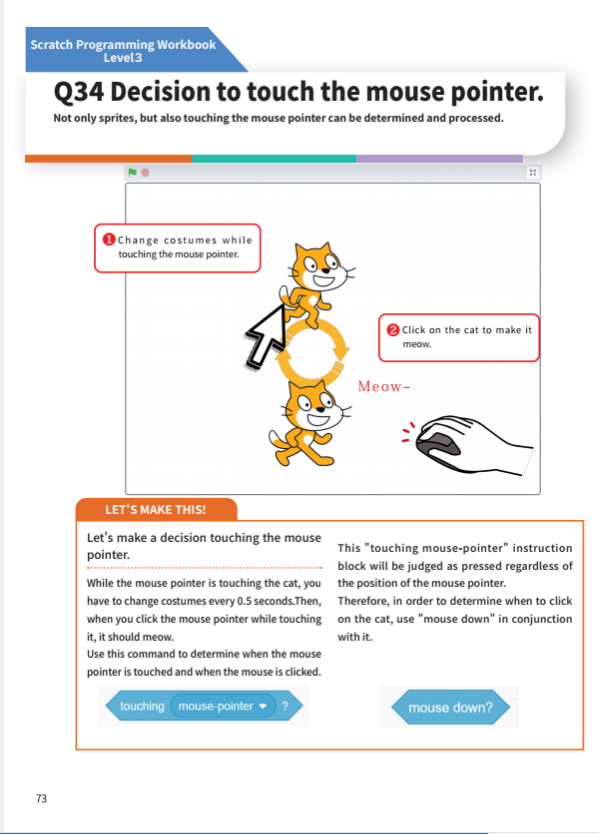 Scratch Programming Workbook
Level3
Q34 Decision to touch the mouse pointer.
Not only sprites, but also touching the mouse pointer can be determined and processed.
1 Change costumes while
touching the mouse pointer.
2 Click on the cat to make it
meow.
Meow~
LET'S MAKE THIS!
Let's make a decision touching the mouse
pointer.
While the mouse pointer is touching the cat, you
have to change costumes every 0.5 seconds.Then,
when you click the mouse pointer while touching
it, it should meow.
Use this command to determine when the mouse
pointer is touched and when the mouse is clicked.
touching mouse-pointer ?
This "touching mouse-pointer" instruction
block will be judged as pressed regardless of
the position of the mouse pointer.
Therefore, in order to determine when to click
on the cat, use "mouse down" in conjunction
with it.
mouse down?
73